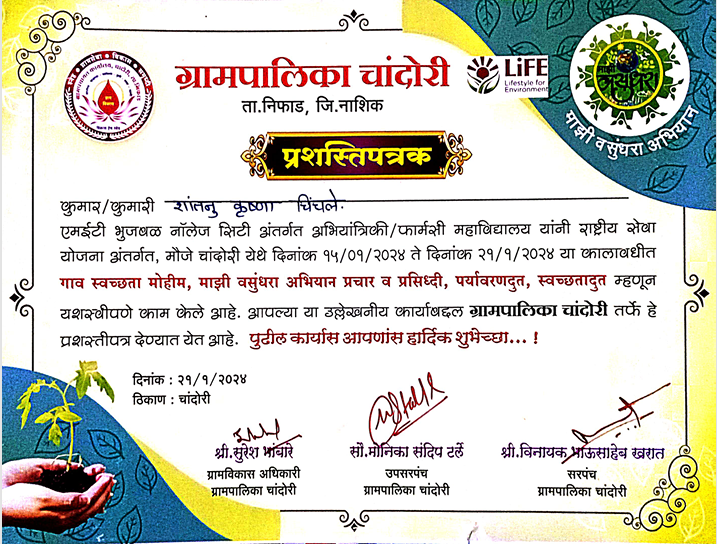 ग्रामपालिका चांदोरी
ता.निफाड, जि.नाशिक
LiFE
Lifestyle for
Environment
माझी
वसुंधरा
माझी वसुंधरा अभियान
प्रशस्तिपत्रक
कुमार/कुमारी शांतनु कृष्णा चिंचले.
एमईटी भुजबळ नॉलेज सिटी अंतर्गत अभियांत्रिकी/फार्मसी महाविद्यालय यांनी राष्ट्रीय सेवा
योजना अंतर्गत, मौजे चांदोरी येथे दिनांक १५/०१/२०२४ ते दिनांक २१/१/२०२४ या कालावधीत
गाव स्वच्छता मोहीम, माझी वसुंधरा अभियान प्रचार व प्रसिध्दी, पर्यावरणदुत, स्वच्छतादुत म्हणून
यशस्वीपणे काम केले आहे. आपल्या या उल्लेखनीय कार्याबद्दल ग्रामपालिका चांदोरी तर्फे हे
प्रशस्तीपत्र देण्यात येत आहे. पुढील कार्यास आपणांस हार्दिक शुभेच्छा... !
दिनांक : २१/१/२०२४
ठिकाण : चांदोरी
श्री.सुरेश भांबारे
सौ.मोनिका संदिप टर्ले
श्री.विनायक भाऊसाहेब खरात
ग्रामविकास अधिकारी
उपसरपंच
सरपंच
ग्रामपालिका चांदोरी
ग्रामपालिका चांदोरी
ग्रामपालिका चांदोरी